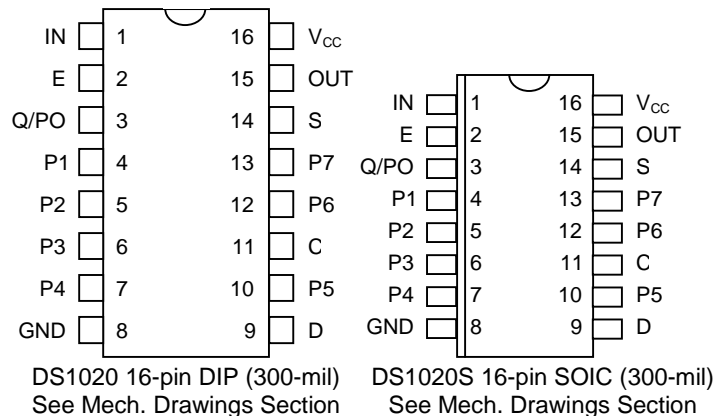 IN 1 16 VCC
E 2 15 OUT
Q/PO 3 14 S
P1 4 13 P7
P2 5 12 P6
P3 6 11 C
P4 7 10 P5
GND 8 9 D
DS1020 16-pin DIP (300-mil)
See Mech. Drawings Section
IN 1 16 VCC
E 2 15 OUT
Q/PO 3 14 S
P1 4 13 P7
P2 5 12 P6
P3 6 11 C
P4 7 10 P5
GND 8 9 D
DS1020S 16-pin SOIC (300-mil)
See Mech. Drawings Section